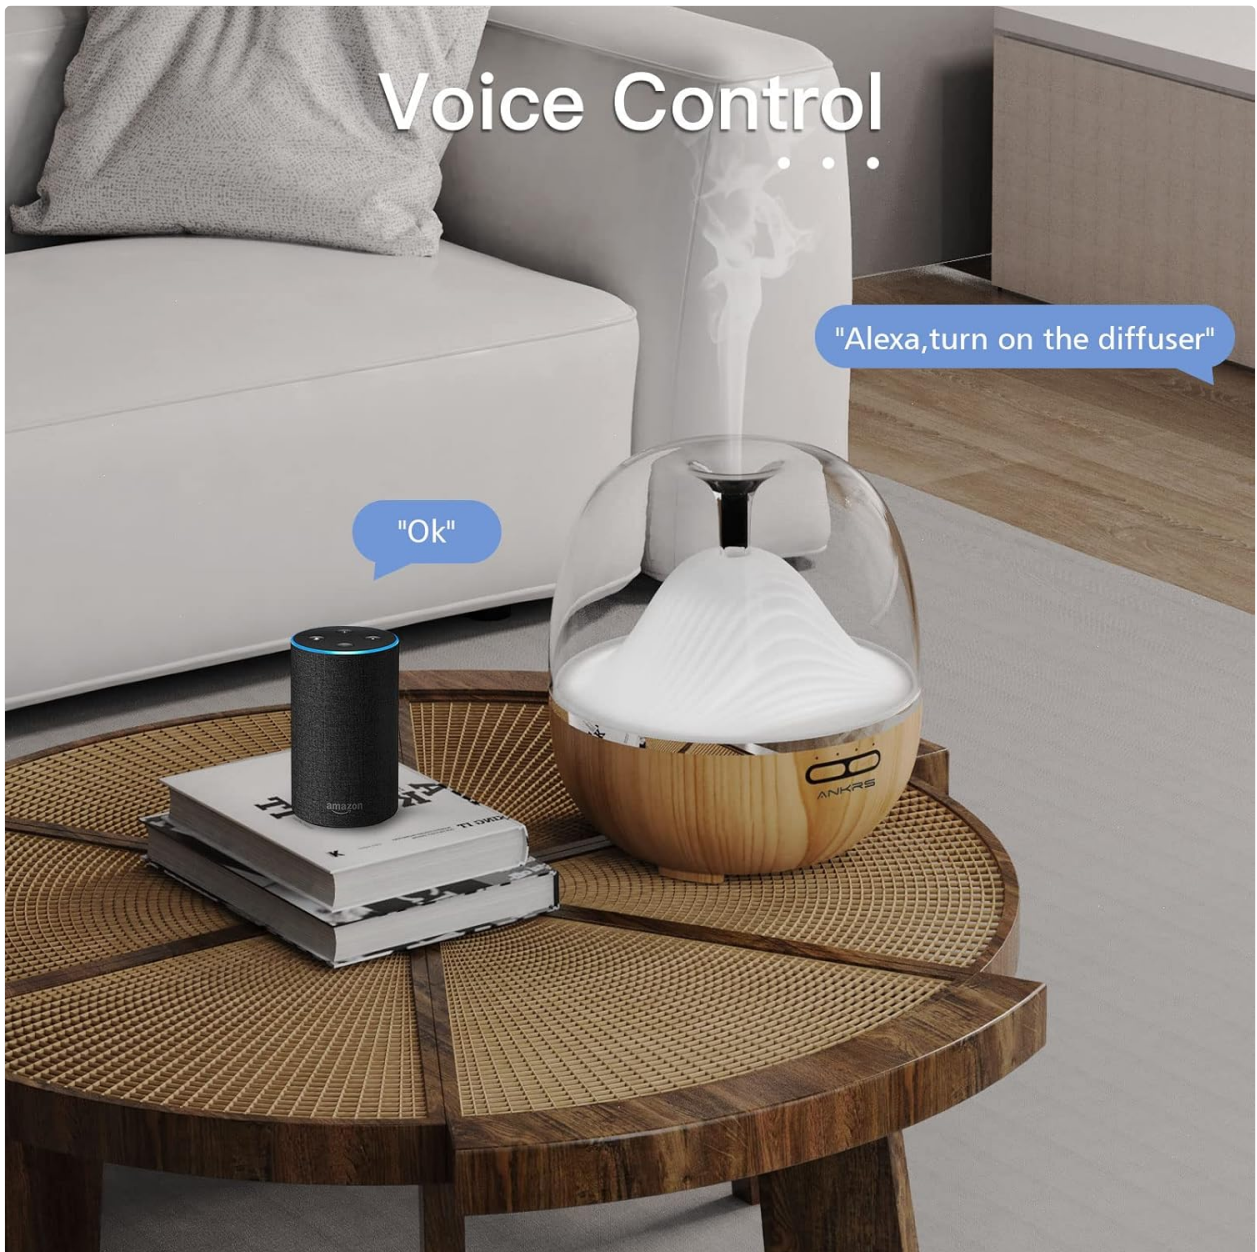 Voice Control
"Alexa,turn on the diffuser"
"Ok"
amazon
ANKRS
K